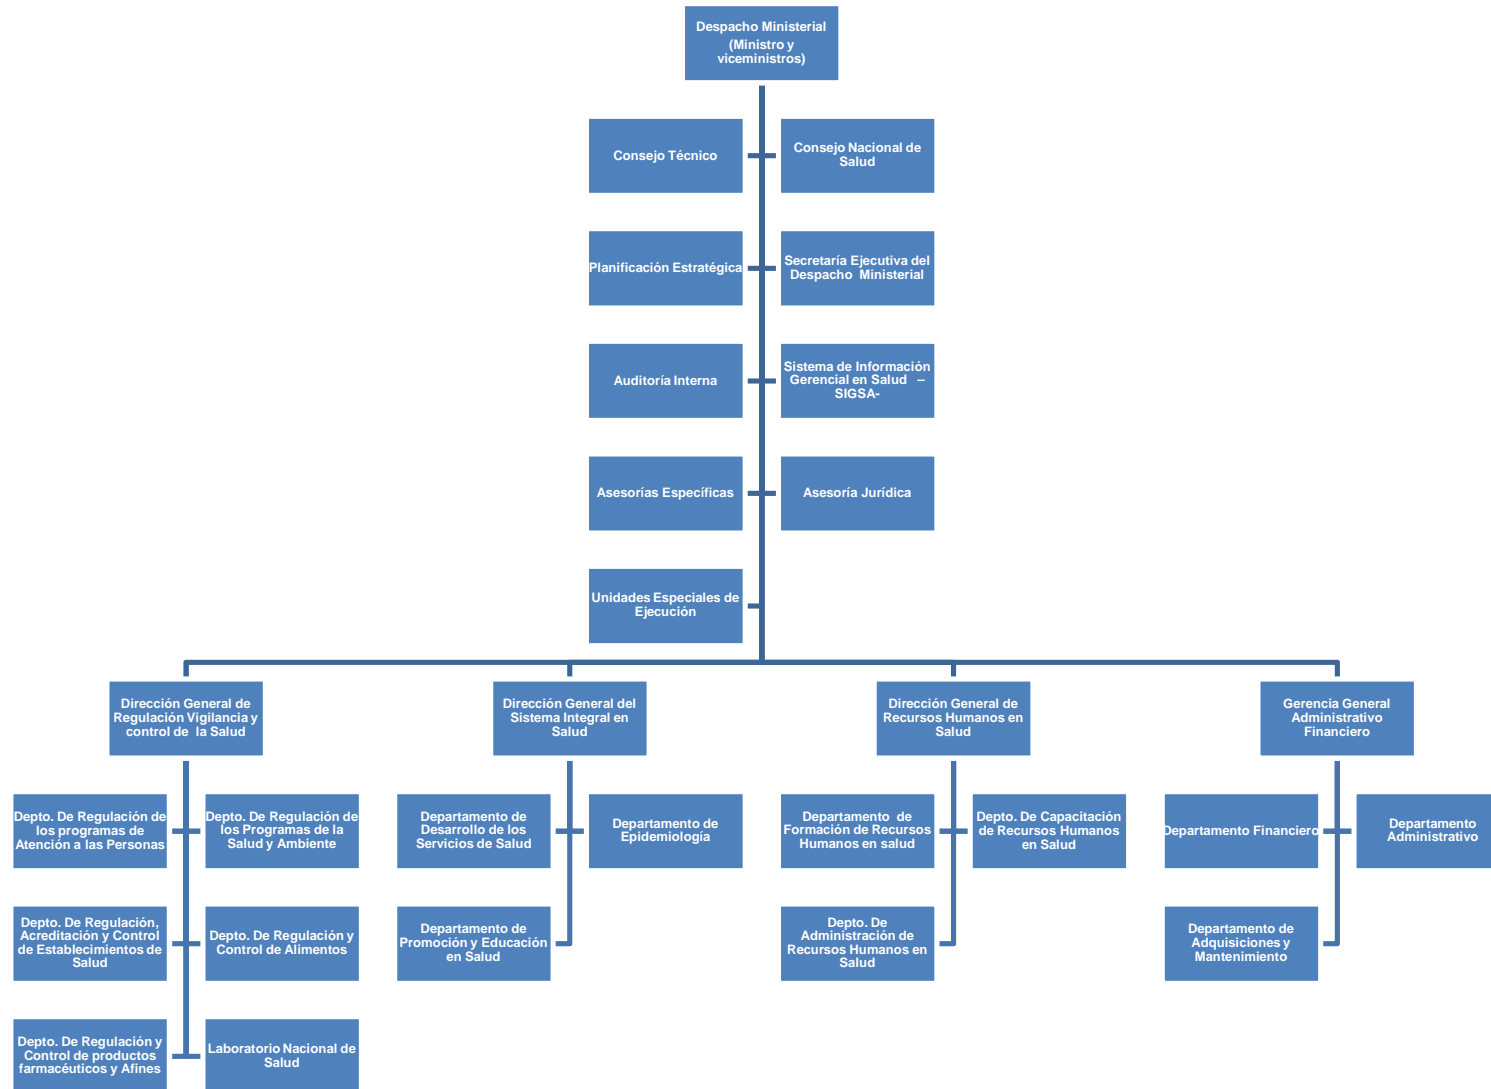 Despacho Ministerial
(Ministro y
viceministros)
Consejo Técnico
Consejo Nacional de
Salud
Planificación Estratégica
Secretaría Ejecutiva del
Despacho Ministerial
Auditoría Interna
Sistema de Información
Gerencial en Salud –
SIGSA-
Asesorías Específicas
Asesoría Jurídica
Unidades Especiales de
Ejecución
Dirección General de
Regulación Vigilancia y
control de la Salud
Dirección General del
Sistema Integral en
Salud
Dirección General de
Recursos Humanos en
Salud
Gerencia General
Administrativo
Financiero
Depto. De Regulación de
los programas de
Atención a las Personas
Depto. De Regulación de
los Programas de la
Salud y Ambiente
Departamento de
Desarrollo de los
Servicios de Salud
Departamento de
Epidemiología
Departamento de
Formación de Recursos
Humanos en salud
Depto. De Capacitación
de Recursos Humanos
en Salud
Departamento Financiero
Departamento
Administrativo
Depto. De Regulación,
Acreditación y Control
de Establecimientos de
Salud
Depto. De Regulación y
Control de Alimentos
Departamento de
Promoción y Educación
en Salud
Depto. De
Administración de
Recursos Humanos en
Salud
Departamento de
Adquisiciones y
Mantenimiento
Depto. De Regulación y
Control de productos
farmacéuticos y Afines
Laboratorio Nacional de
Salud